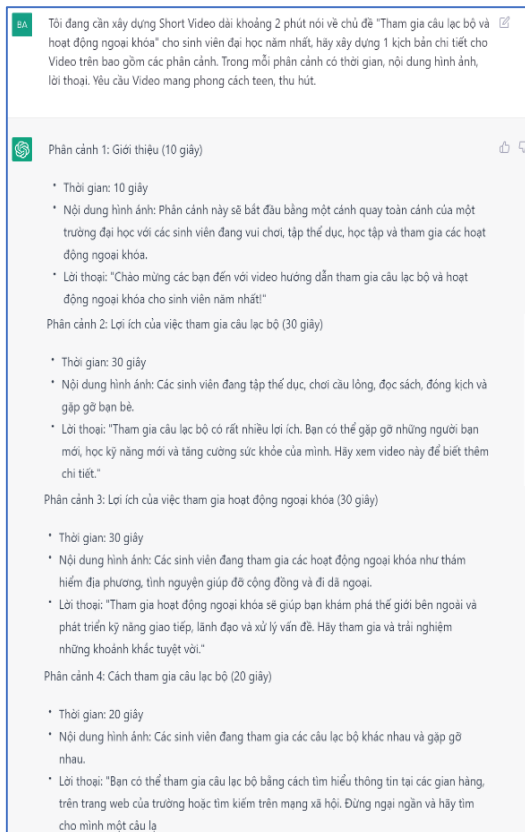 BA
Tôi đang cần xây dựng Short Video dài khoảng 2 phút nói về chủ đề "Tham gia câu lạc bộ và
hoạt động ngoại khóa" cho sinh viên đại học năm nhất, hãy xây dựng 1 kịch bản chi tiết cho
Video trên bao gồm các phân cảnh. Trong mỗi phân cảnh có thời gian, nội dung hình ảnh,
lời thoại. Yêu cầu Video mang phong cách teen, thu hút.
Phân cảnh 1: Giới thiệu (10 giây)
• Thời gian: 10 giây
• Nội dung hình ảnh: Phân cảnh này sẽ bắt đầu bằng một cảnh quay toàn cảnh của một
trường đại học với các sinh viên đang vui chơi, tập thể dục, học tập và tham gia các hoạt
động ngoại khóa.
• Lời thoại: "Chào mừng các bạn đến với video hướng dẫn tham gia câu lạc bộ và hoạt
động ngoại khóa cho sinh viên năm nhất!"
Phân cảnh 2: Lợi ích của việc tham gia câu lạc bộ (30 giây)
• Thời gian: 30 giây
• Nội dung hình ảnh: Các sinh viên đang tập thể dục, chơi cầu lông, đọc sách, đóng kịch và
gặp gỡ bạn bè.
• Lời thoại: "Tham gia câu lạc bộ có rất nhiều lợi ích. Bạn có thể gặp gỡ những người bạn
mới, học kỹ năng mới và tăng cường sức khỏe của mình. Hãy xem video này để biết thêm
chi tiết."
Phân cảnh 3: Lợi ích của việc tham gia hoạt động ngoại khóa (30 giây)
• Thời gian: 30 giây
• Nội dung hình ảnh: Các sinh viên đang tham gia các hoạt động ngoại khóa như thám
hiểm địa phương, tình nguyện giúp đỡ cộng đồng và đi dã ngoại.
• Lời thoại: "Tham gia hoạt động ngoại khóa sẽ giúp bạn khám phá thế giới bên ngoài và
phát triển kỹ năng giao tiếp, lãnh đạo và xử lý vấn đề. Hãy tham gia và trải nghiệm
những khoảnh khắc tuyệt vời."
Phân cảnh 4: Cách tham gia câu lạc bộ (20 giây)
• Thời gian: 20 giây
• Nội dung hình ảnh: Các sinh viên đang tham gia các câu lạc bộ khác nhau và gặp gỡ
nhau.
• Lời thoại: "Bạn có thể tham gia câu lạc bộ bằng cách tìm hiểu thông tin tại các gian hàng,
trên trang web của trường hoặc tìm kiếm trên mạng xã hội. Đừng ngại ngần và hãy tìm
cho mình một câu lạ